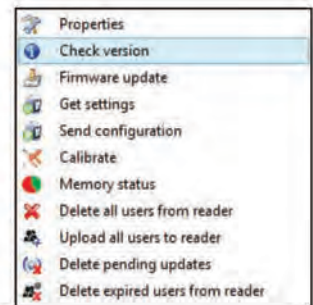 Properties
Check version
Firmware update
Get settings
Send configuration
Calibrate
Memory status
Delete all users from reader
Upload all users to reader
Delete pending updates
Delete expired users from reader